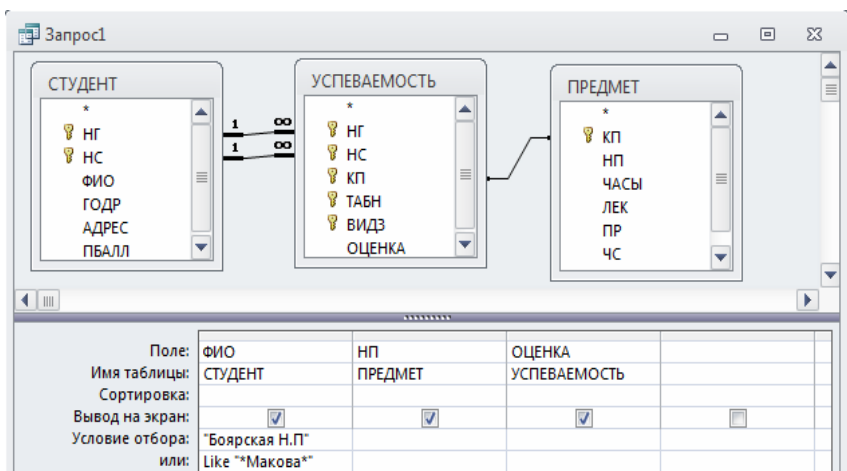 Запрос1
СТУДЕНТ
*
НГ
НС
ФИО
ГОДР
АДРЕС
ПБАЛЛ
1 ∞
1 ∞
УСПЕВАЕМОСТЬ
*
НГ
НС
КП
ТАБН
ВИДЗ
ОЦЕНКА
ПРЕДМЕТ
*
КП
НП
ЧАСЫ
ЛЕК
ПР
ЧС
Поле: ФИО НП ОЦЕНКА
Имя таблицы: СТУДЕНТ ПРЕДМЕТ УСПЕВАЕМОСТЬ
Сортировка:
Вывод на экран:
Условие отбора: "Боярская Н.П"
или: Like "*Макова*"